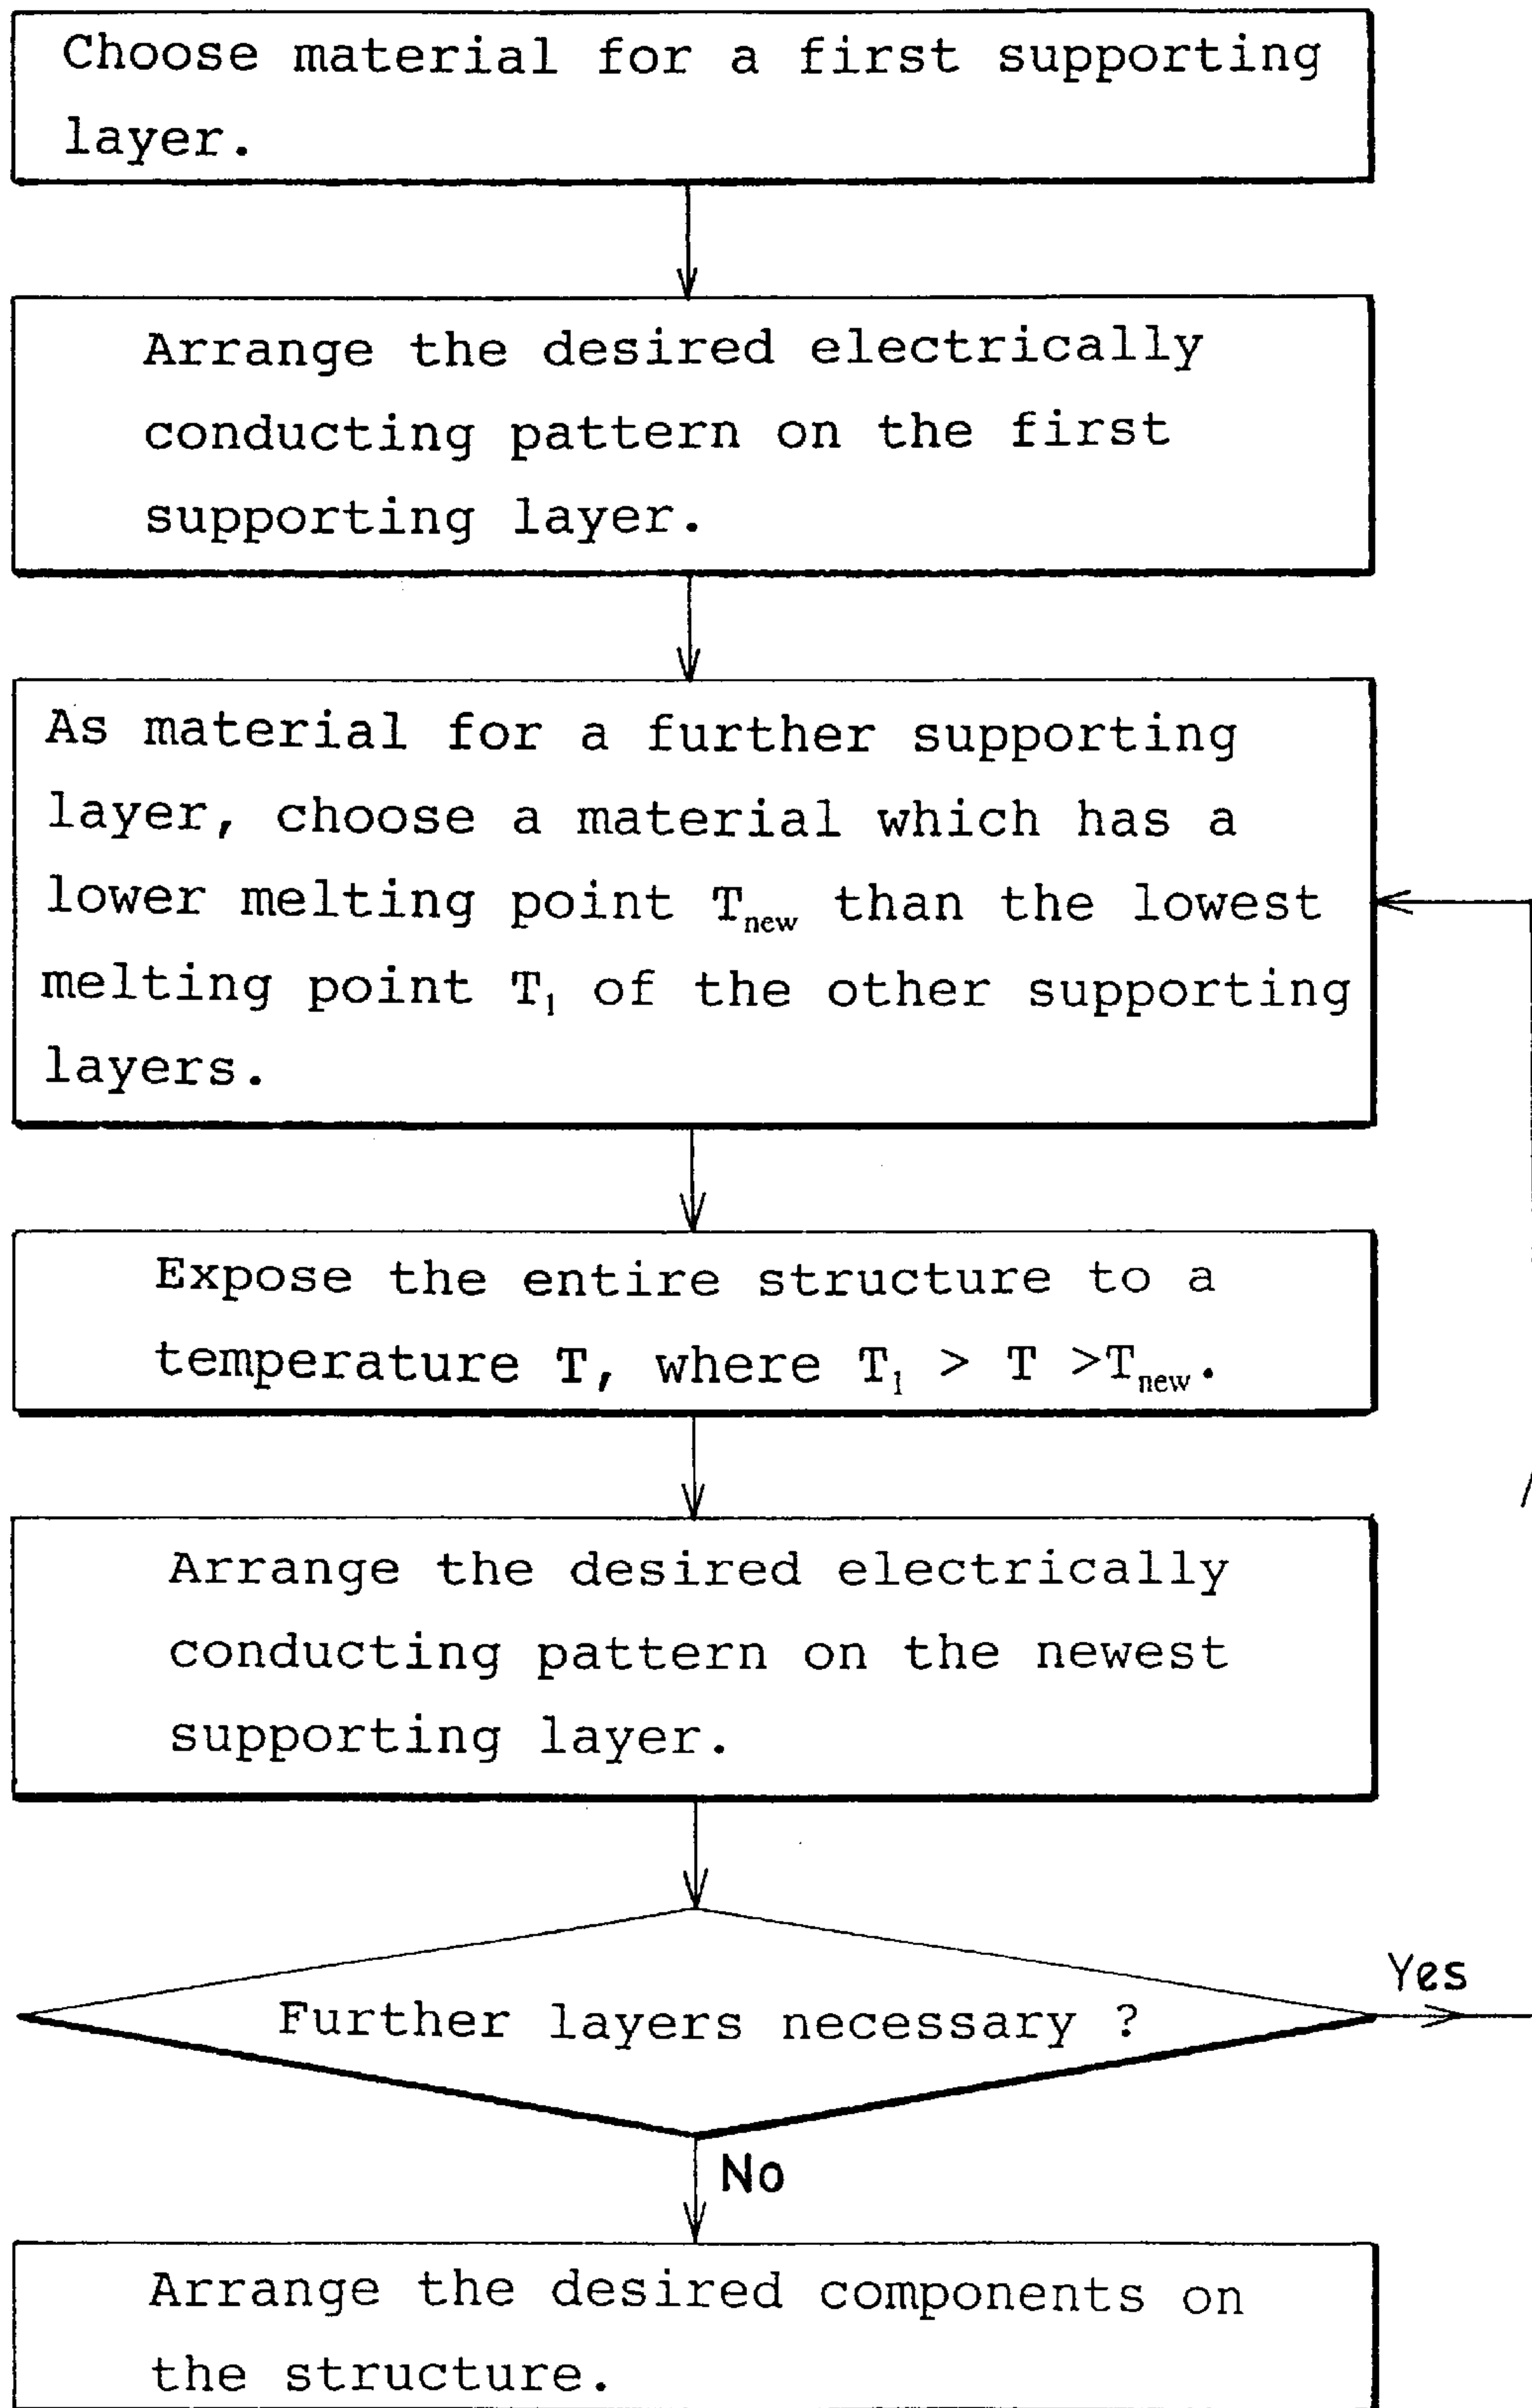 Choose material for a first supporting
layer.
Arrange the desired electrically
conducting pattern on the first
supporting layer.
As material for a further supporting
layer, choose a material which has a
lower melting point Tnew than the lowest
melting point Tl of the other supporting
layers.
Expose the entire structure to a
temperature T, where Tl > T >Tnew.
Arrange the desired electrically
conducting pattern on the newest
supporting layer.
Further layers necessary ?
Yes
No
Arrange the desired components on
the structure.